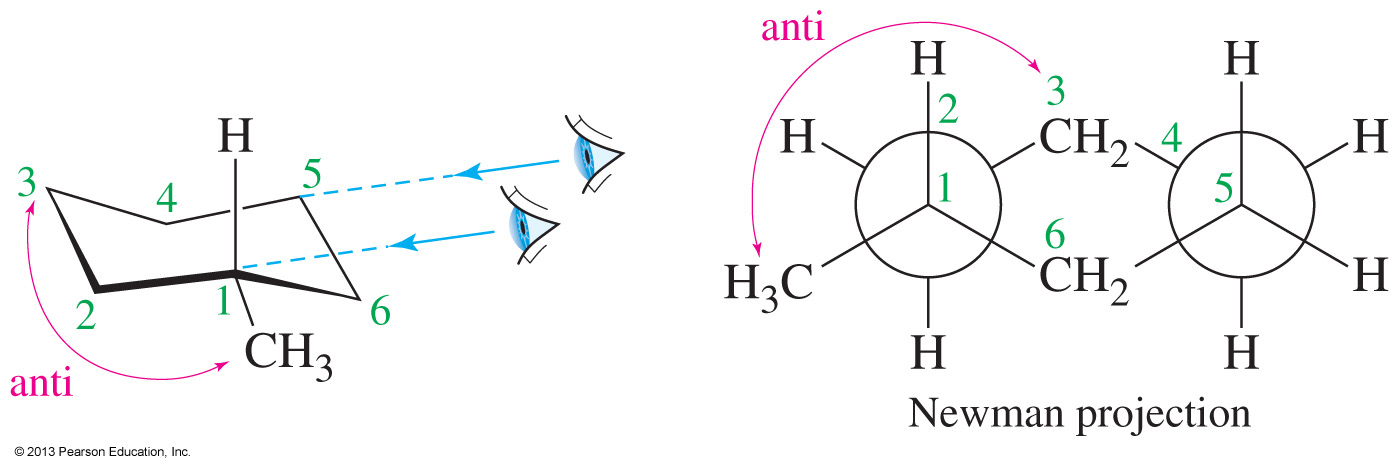 H
3
4
5
2
1
6
CH3
anti
anti
H
H
2
3
H
CH2
4
H
1
5
6
H3C
CH2
H
H
H
Newman projection
© 2013 Pearson Education, Inc.